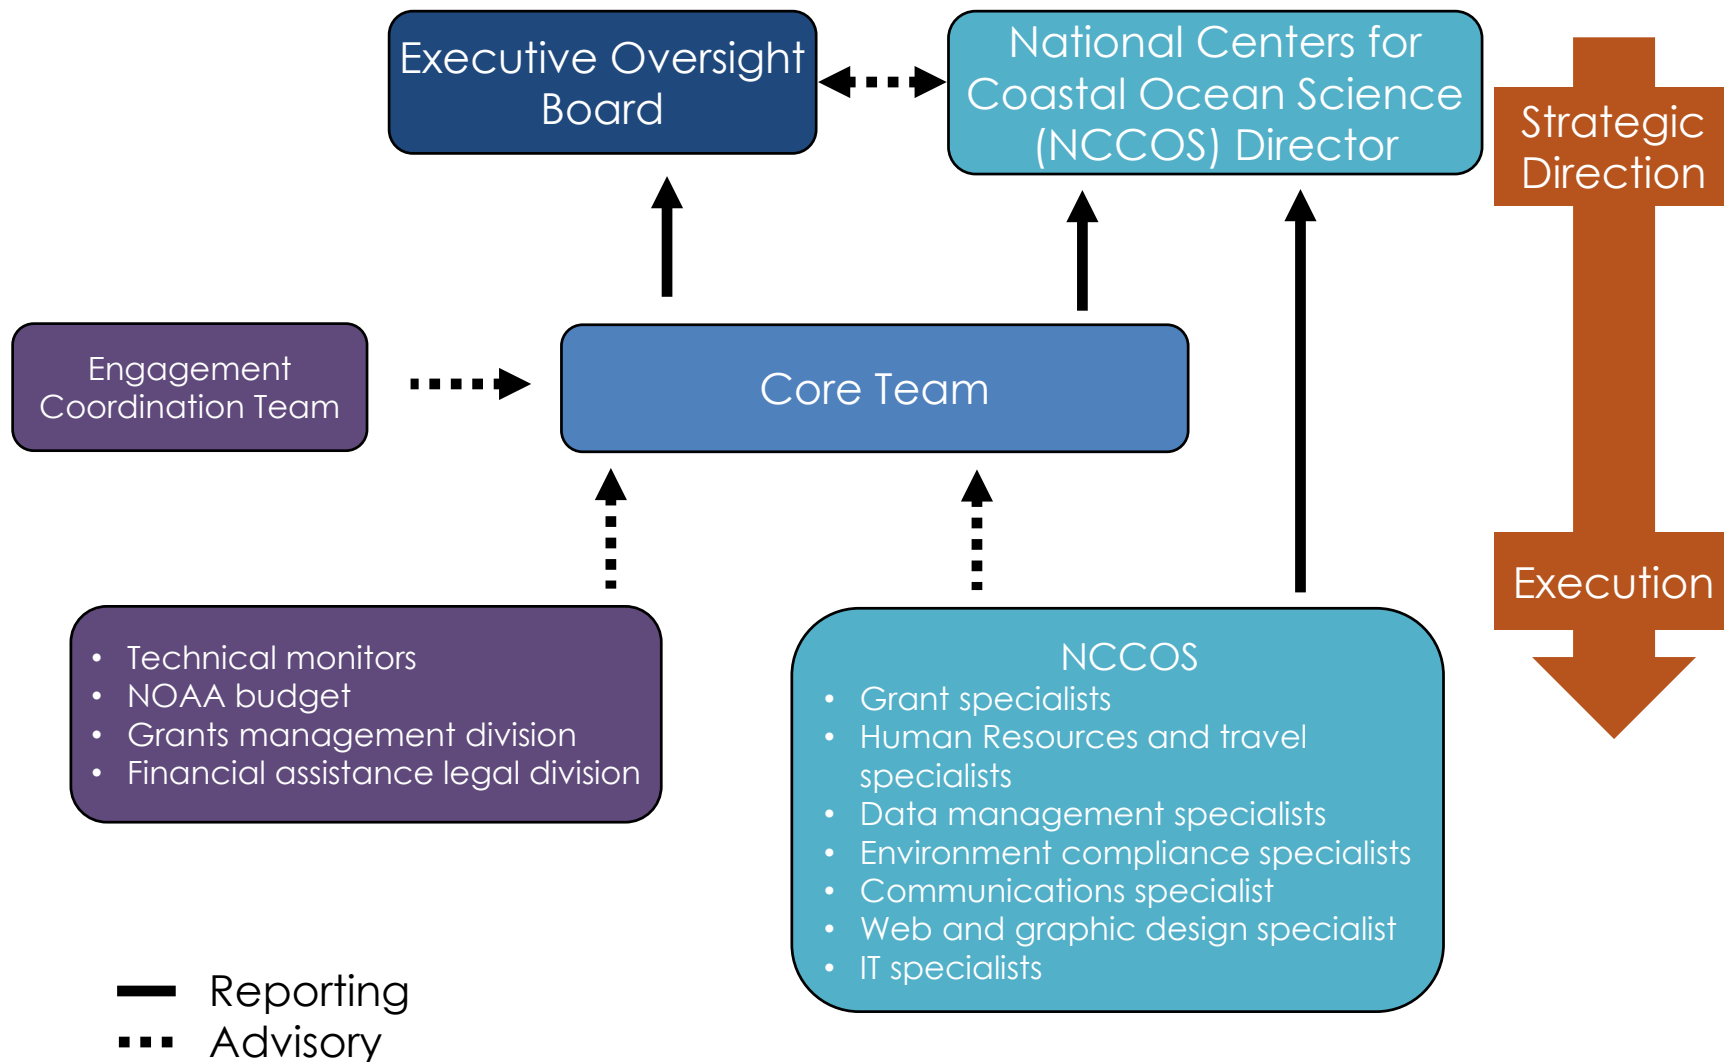 Executive Oversight
Board
National Centers for
Coastal Ocean Science
(NCCOS) Director
Strategic
Direction
Engagement
Coordination Team
Core Team
Execution
• Technical monitors
• NOAA budget
• Grants management division
• Financial assistance legal division
NCCOS
• Grant specialists
• Human Resources and travel
specialists
• Data management specialists
• Environment compliance specialists
• Communications specialist
• Web and graphic design specialist
• IT specialists
Reporting
Advisory